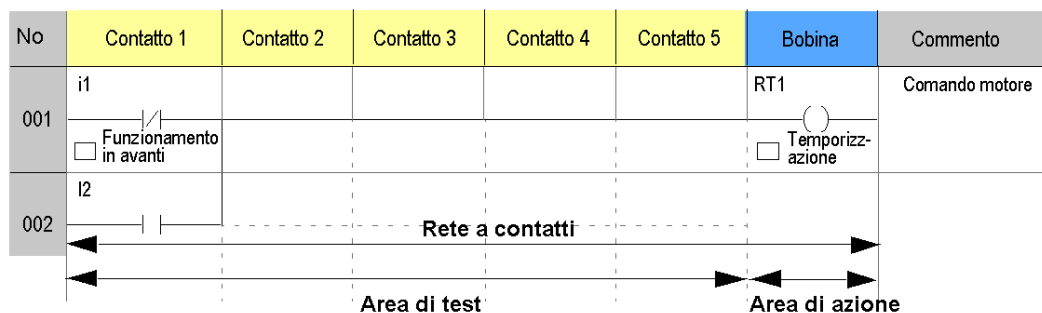 No Contatto 1 Contatto 2 Contatto 3 Contatto 4 Contatto 5 Bobina Commento
i1 RT1 Comando motore
001
Funzionamento
in avanti
Temporizz-
azione
I2
002
Rete a contatti
Area di test Area di azione